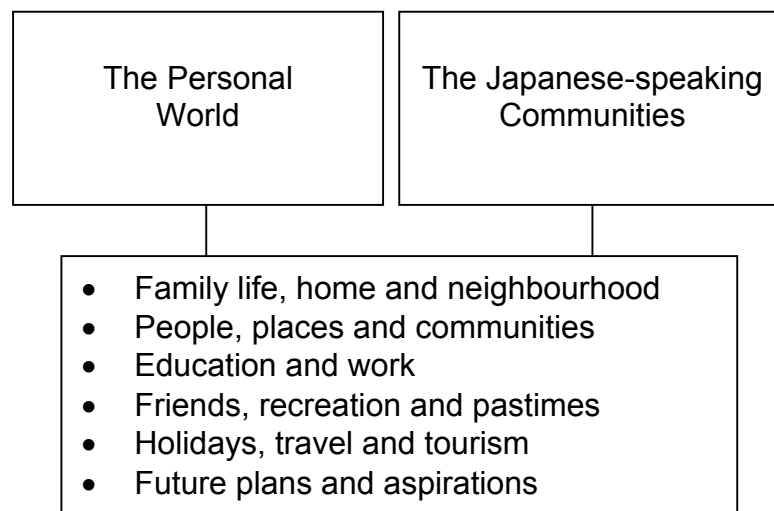 The Personal
World
The Japanese-speaking
Communities
• Family life, home and neighbourhood
• People, places and communities
• Education and work
• Friends, recreation and pastimes
• Holidays, travel and tourism
• Future plans and aspirations